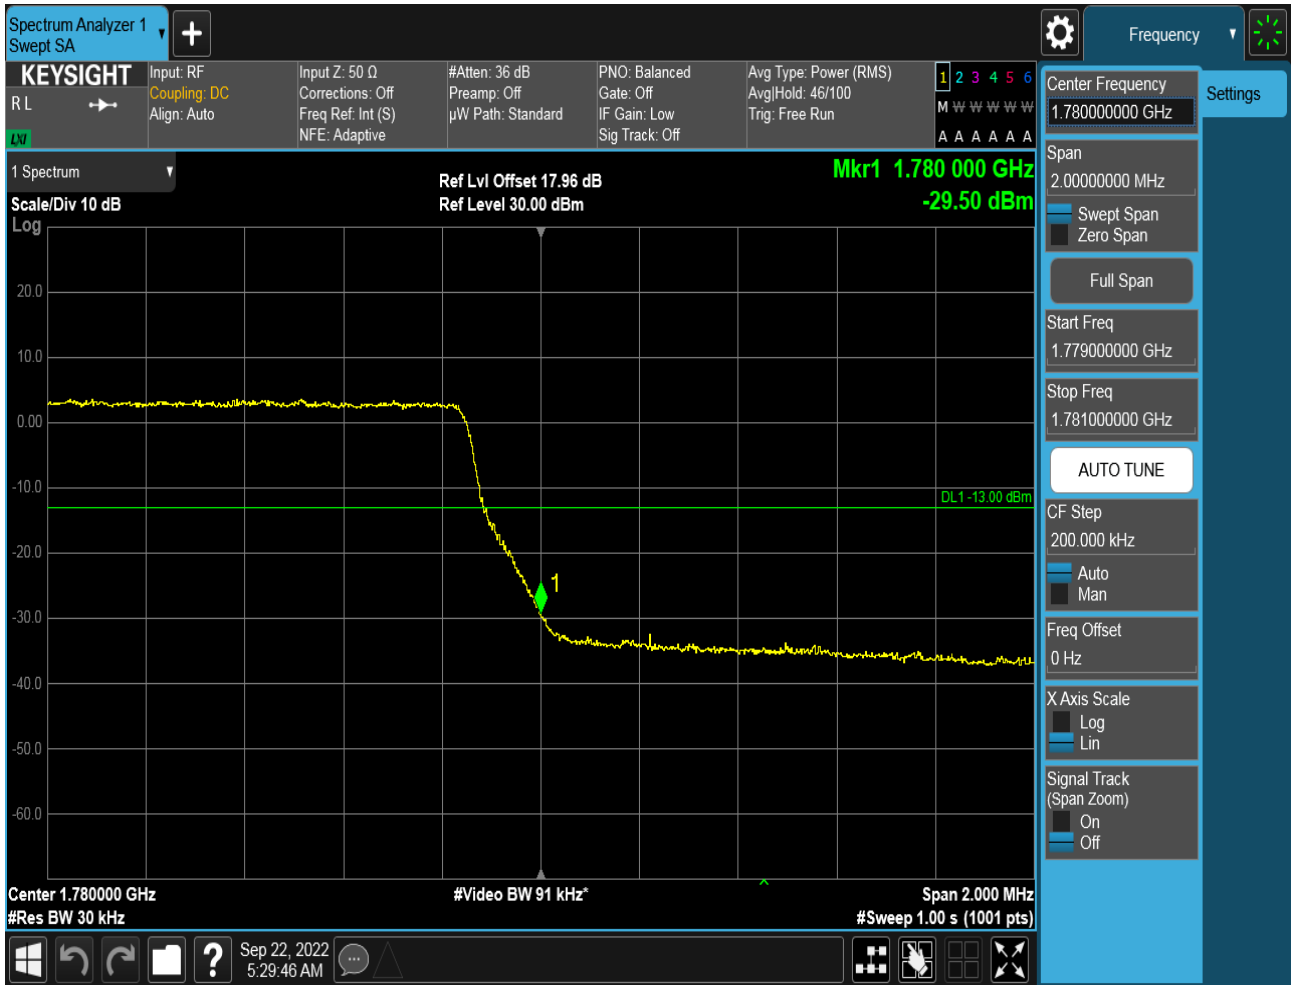 Spectrum Analyzer 1
Swept SA
Frequency
KEYSIGHT
R L
LXI
Input: RF
Coupling: DC
Align: Auto
Input Z: 50 Ω
Corrections: Off
Freq Ref: Int (S)
NFE: Adaptive
#Atten: 36 dB
Preamp: Off
µW Path: Standard
PNO: Balanced
Gate: Off
IF Gain: Low
Sig Track: Off
Avg Type: Power (RMS)
Avg|Hold: 46/100
Trig: Free Run
1 2 3 4 5 6
M W W W W W
A A A A A A
1 Spectrum
Scale/Div 10 dB
Log
Ref Lvl Offset 17.96 dB
Ref Level 30.00 dBm
Mkr1 1.780 000 GHz
-29.50 dBm
20.0
10.0
0.00
-10.0
-20.0
-30.0
-40.0
-50.0
-60.0
DL1 -13.00 dBm
1
Center 1.780000 GHz
#Res BW 30 kHz
#Video BW 91 kHz*
Span 2.000 MHz
#Sweep 1.00 s (1001 pts)
Sep 22, 2022
5:29:46 AM
Center Frequency
1.780000000 GHz
Settings
Span
2.00000000 MHz
Swept Span
Zero Span
Full Span
Start Freq
1.779000000 GHz
Stop Freq
1.781000000 GHz
AUTO TUNE
CF Step
200.000 kHz
Auto
Man
Freq Offset
0 Hz
X Axis Scale
Log
Lin
Signal Track
(Span Zoom)
On
Off